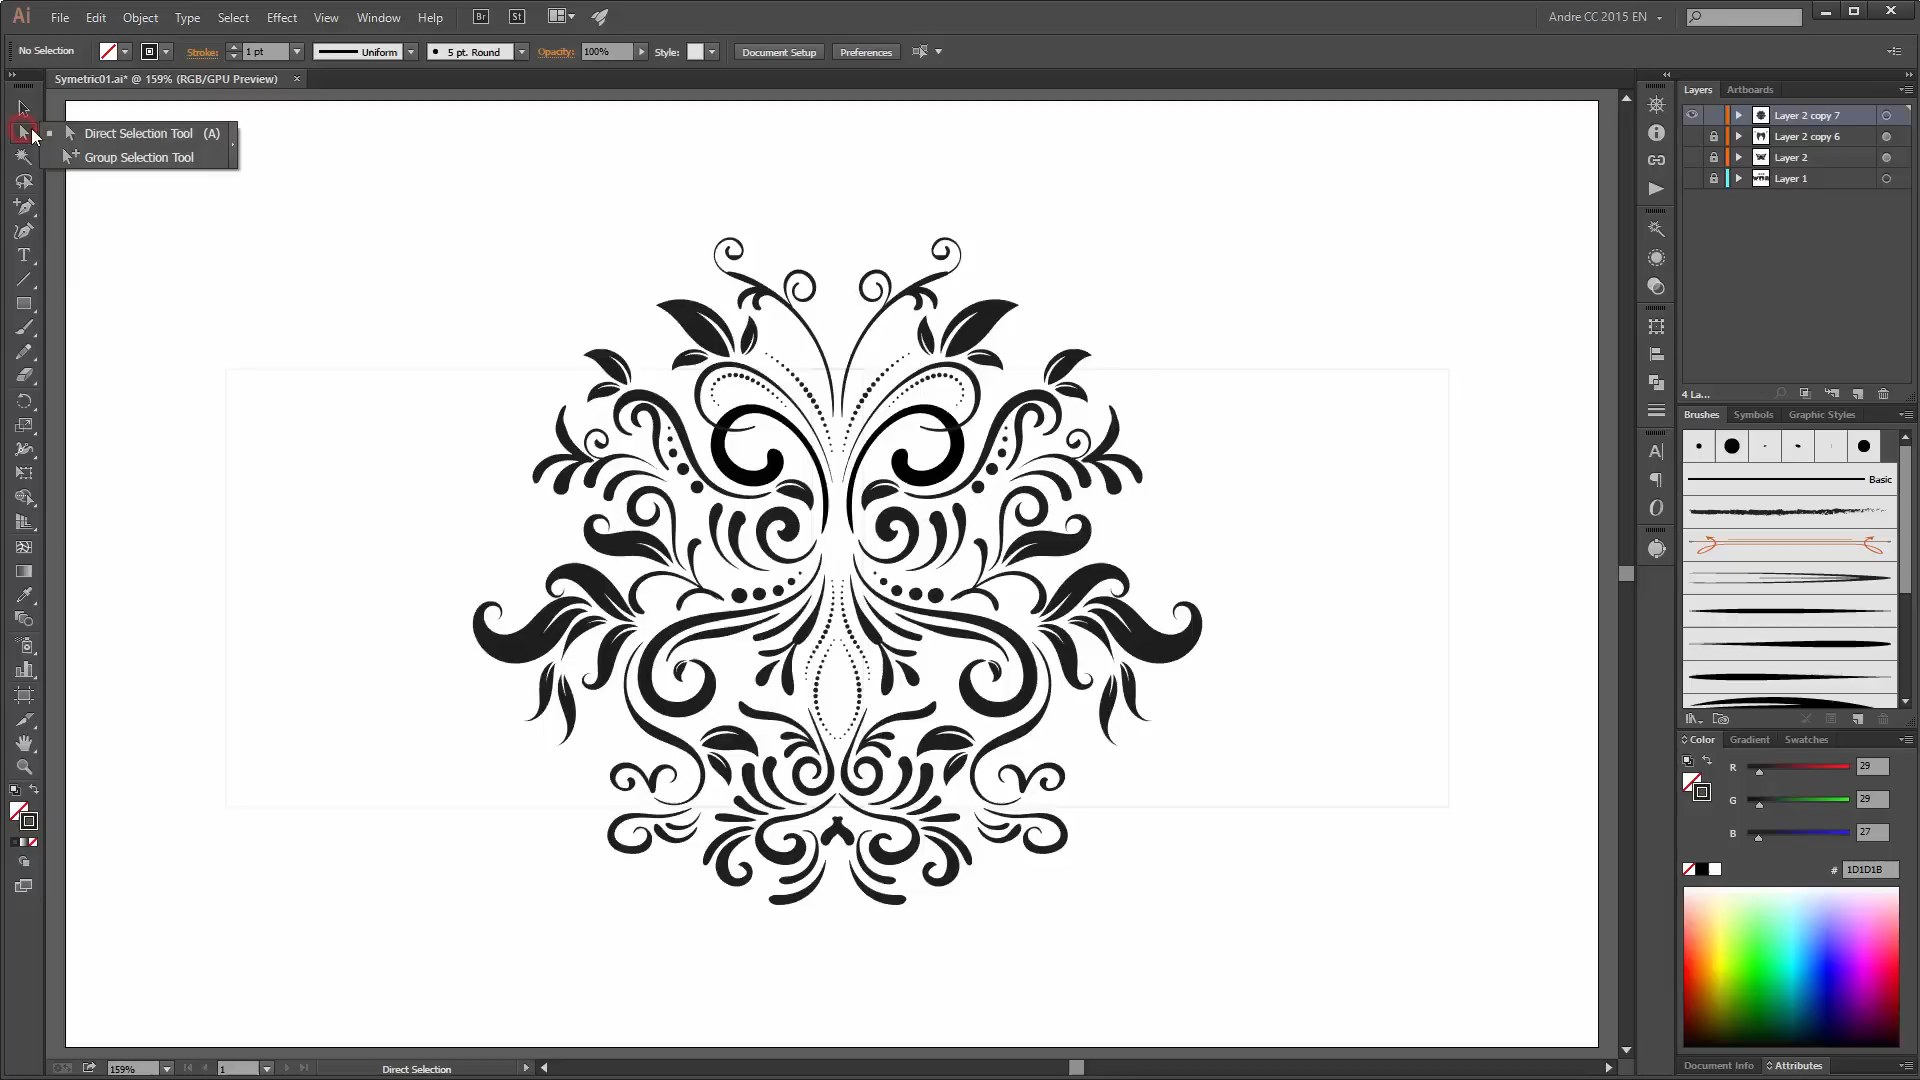 Ai File Edit Object Type Select Effect View Window Help Br St Andre CC 2015 EN
No Selection Stroke: 1 pt Uniform 5 pt. Round Opacity: 100% Style: Document Setup Preferences
Symetric01.ai* @ 159% (RGB/GPU Preview)
Direct Selection Tool (A)
Group Selection Tool
Layers Artboards
Layer 2 copy 7
Layer 2 copy 6
Layer 2
Layer 1
4 La...
Brushes Symbols Graphic Styles
Basic
Color Gradient Swatches
R 29
G 29
B 27
# 1D1D1B
159% 1 Direct Selection
Document Info Attributes